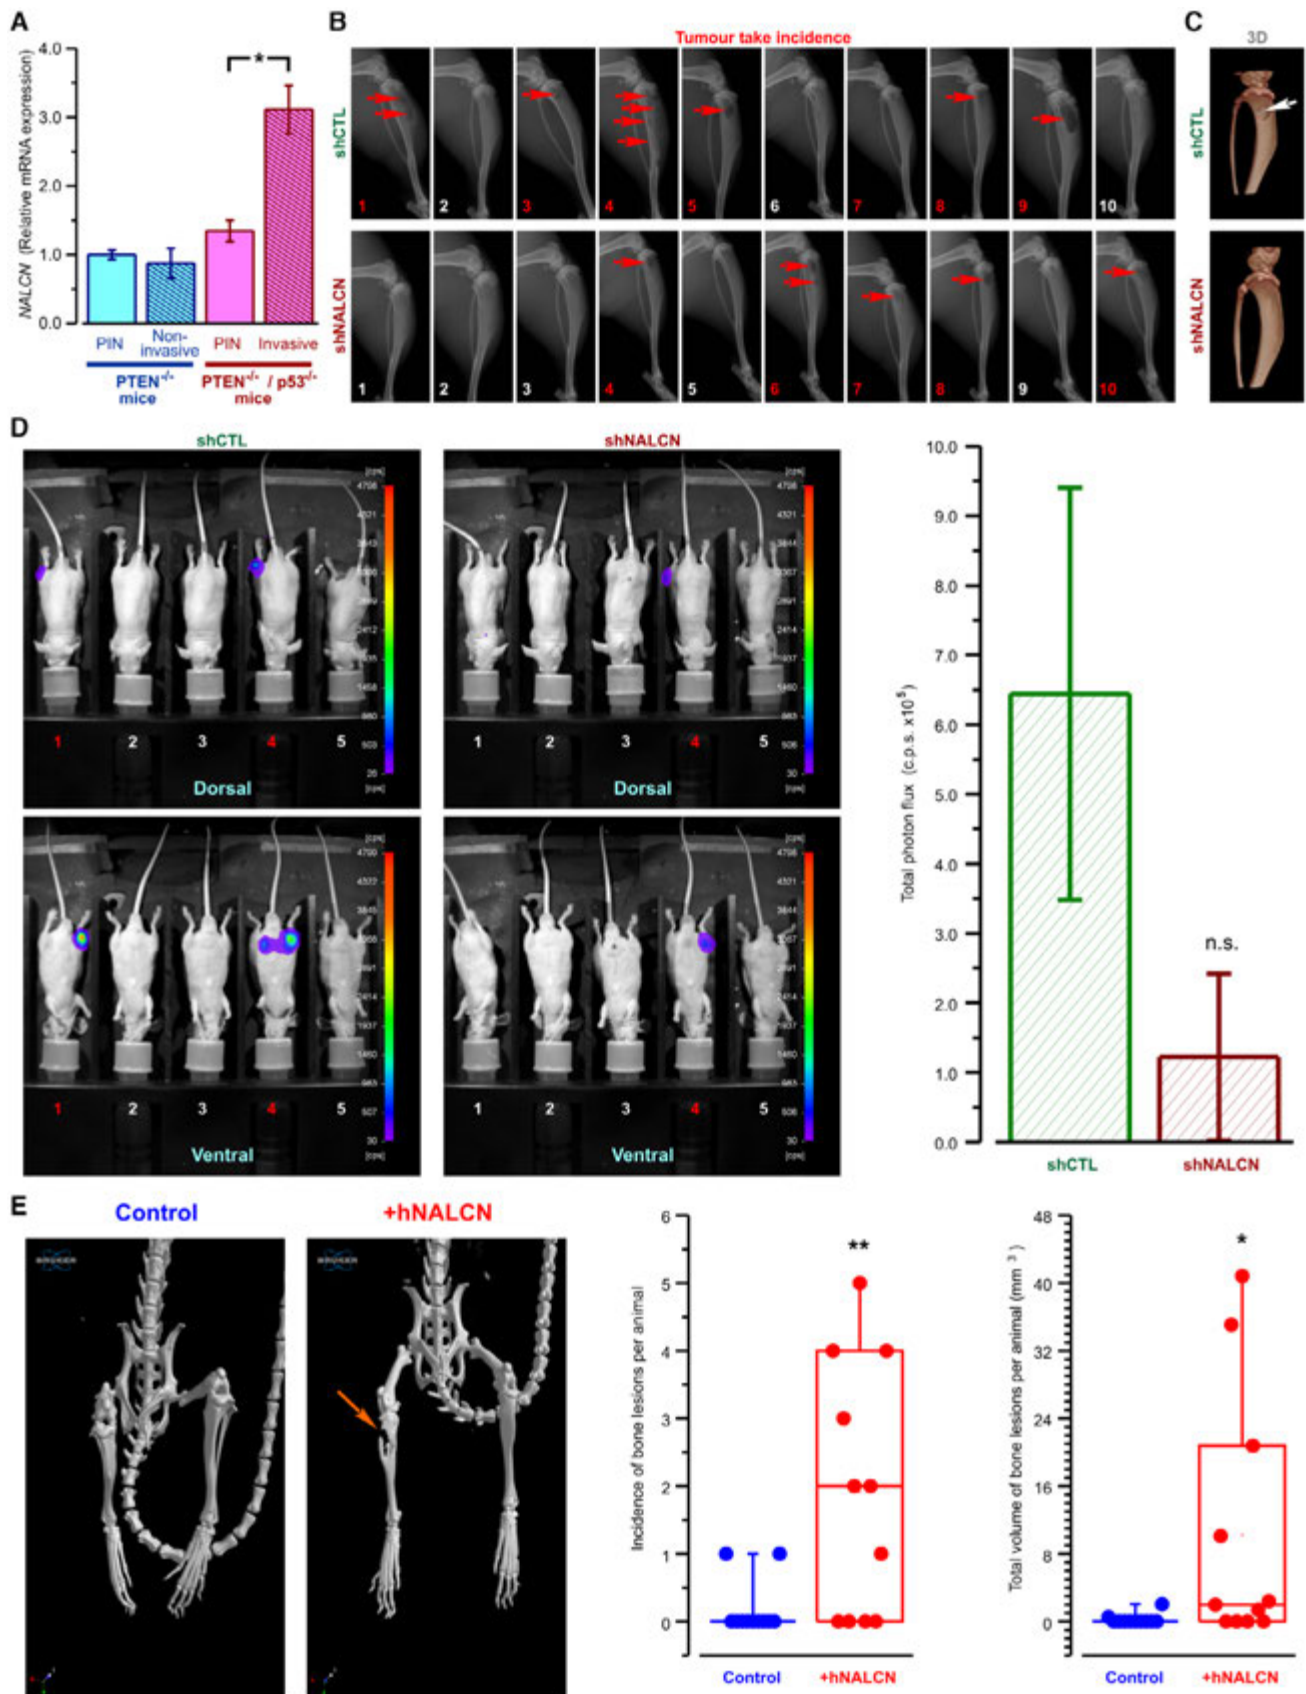 A
NALCN (Relative mRNA expression)
4.0
3.0
2.0
1.0
0.0
*
PIN
Non-
invasive
PIN
Invasive
PTEN-/-
mice
PTEN-/- / p53-/-
mice
B
Tumour take incidence
shCTL
1 2 3 4 5 6 7 8 9 10
shNALCN
1 2 3 4 5 6 7 8 9 10
C
3D
shCTL
shNALCN
D
shCTL
1 2 3 4 5
Dorsal
1 2 3 4 5
Ventral
shNALCN
1 2 3 4 5
Dorsal
1 2 3 4 5
Ventral
Total photon flux (c.p.s. x10⁵)
10.0
9.0
8.0
7.0
6.0
5.0
4.0
3.0
2.0
1.0
0.0
n.s.
shCTL shNALCN
E
Control
+hNALCN
Incidence of bone lesions per animal
6
5
4
3
2
1
0
**
Control +hNALCN
Total volume of bone lesions per animal (mm ³)
48
40
32
24
16
8
0
*
Control +hNALCN